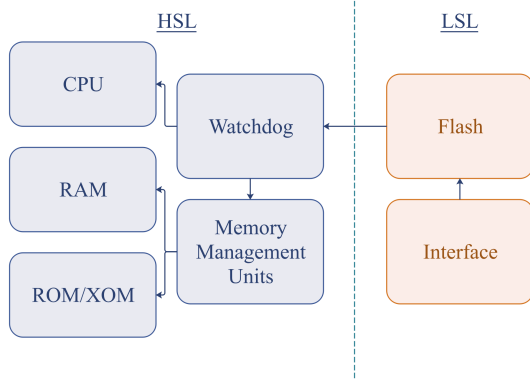 HSL
LSL
CPU
Watchdog
Flash
RAM
Memory
Management
Units
Interface
ROM/XOM